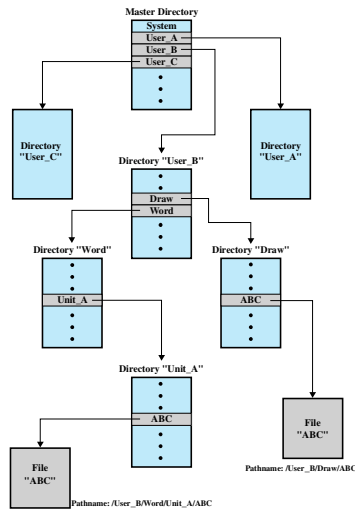 Master Directory
System
User_A
User_B
User_C
Directory
"User_C"
Directory
"User_A"
Directory "User_B"
Draw
Word
Directory "Word"
Directory "Draw"
Unit_A
ABC
Directory "Unit_A"
ABC
File
"ABC"
Pathname: /User_B/Draw/ABC
File
"ABC"
Pathname: /User_B/Word/Unit_A/ABC